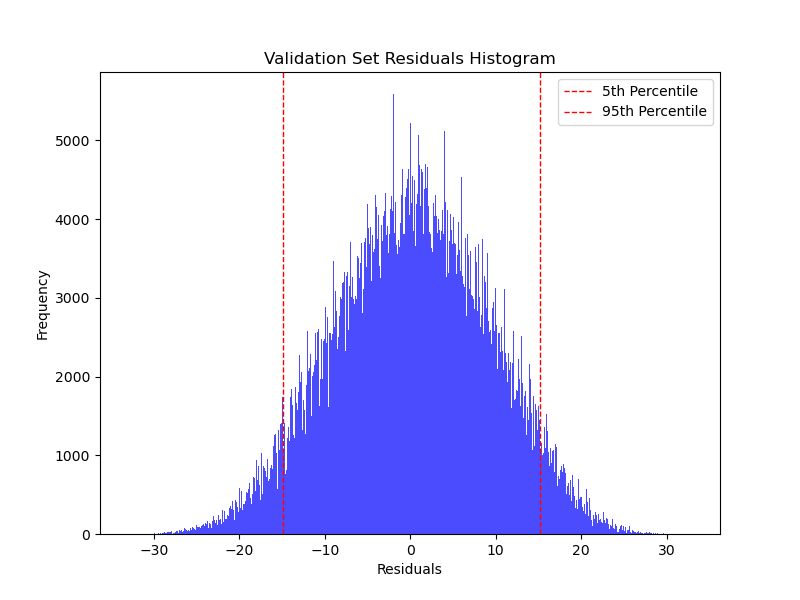 Validation Set Residuals Histogram
5th Percentile
95th Percentile
5000
4000
3000
2000
1000
0
Frequency
−30
−20
−10
0
10
20
30
Residuals